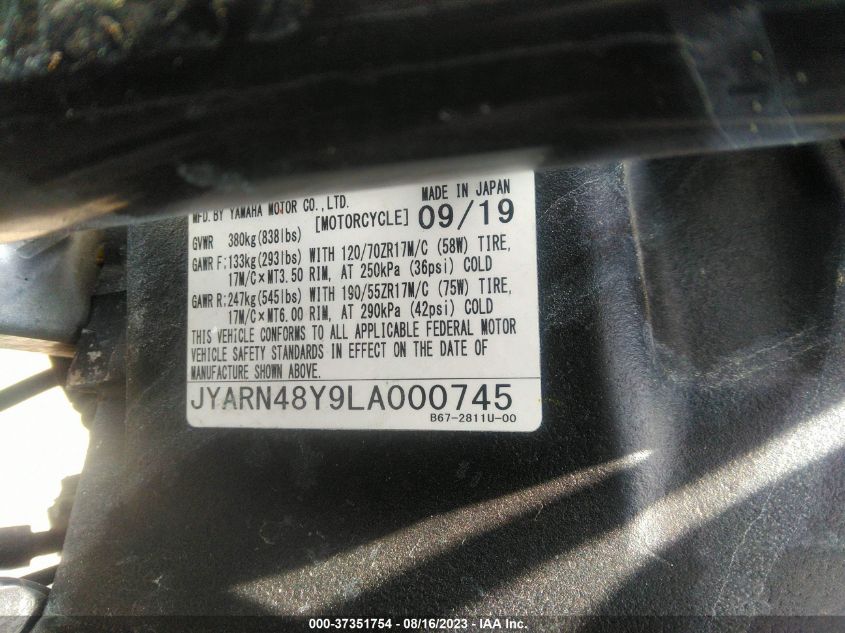 MFD. BY YAMAHA MOTOR CO.,LTD. MADE IN JAPAN
[MOTORCYCLE] 09/19
GVWR 380kg(838lbs)
GAWR F:133kg(293lbs) WITH 120/70ZR17M/C (58W) TIRE,
17M/C×MT3.50 RIM, AT 250kPa (36psi) COLD
GAWR R:247kg(545lbs) WITH 190/55ZR17M/C (75W) TIRE,
17M/C×MT6.00 RIM, AT 290kPa (42psi) COLD
THIS VEHICLE CONFORMS TO ALL APPLICABLE FEDERAL MOTOR
VEHICLE SAFETY STANDARDS IN EFFECT ON THE DATE OF
MANUFACTURE SHOWN ABOVE.
JYARN48Y9LA000745
B67-2811U-00
000-37351754 - 08/16/2023 - IAA Inc.